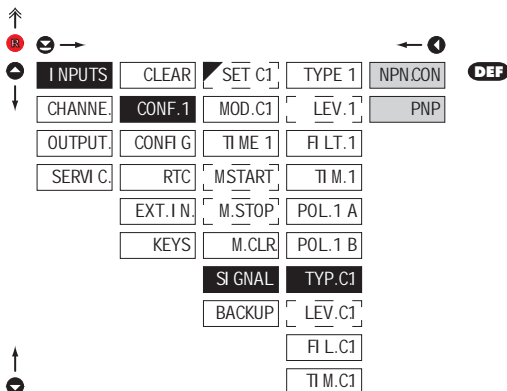 R
INPUTS CLEAR SET C1 TYPE 1 NPN.CON DEF
CHANNE. CONF.1 MOD.C1 LEV.1 PNP
OUTPUT. CONFIG TIME 1 FILT.1
SERVIC. RTC MSTART TIM.1
EXT.IN. M.STOP POL.1 A
KEYS M.CLR. POL.1 B
SIGNAL TYP.C1
BACKUP LEV.C1
FIL.C1
TIM.C1